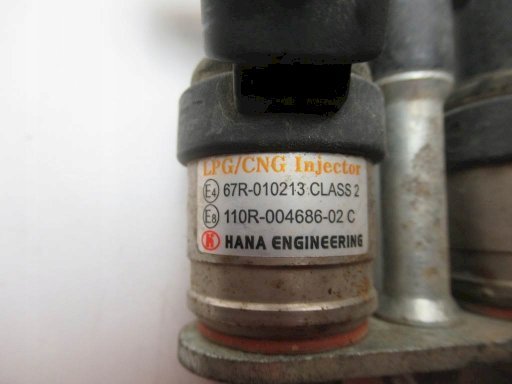 LPG/CNG Injector
E4 67R-010213 CLASS 2
E8 110R-004686-02 C
HANA ENGINEERING